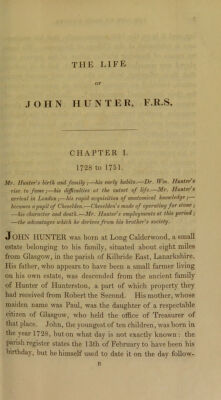 THE LIFE
OF
JOHN HUNTER, F.R.S.
CHAPTER I.
1728 to 1751.
Mr. Hunter's birth and family;—his early habits.—Dr. Wm. Hunter's
rise to fame;—his difficulties at the outset of life.—Mr. Hunter's
arrival in London;—his rapid acquisition of anatomical knowledge;—
becomes a pupil of Cheselden.—Cheselden's mode of operating for stone;
—his character and death.—Mr. Hunter's employments at this period;
—the advantages which he derives from his brother's society.
JOHN HUNTER was born at Long Calderwood, a small
estate belonging to his family, situated about eight miles
from Glasgow, in the parish of Kilbride East, Lanarkshire.
His father, who appears to have been a small farmer living
on his own estate, was descended from the ancient family
of Hunter of Hunterston, a part of which property they
had received from Robert the Second. His mother, whose
maiden name was Paul, was the daughter of a respectable
citizen of Glasgow, who held the office of Treasurer of
that place. John, the youngest of ten children, was born in
the year 1728, but on what day is not exactly known: the
parish register states the 13th of February to have been his
birthday, but he himself used to date it on the day follow-
B